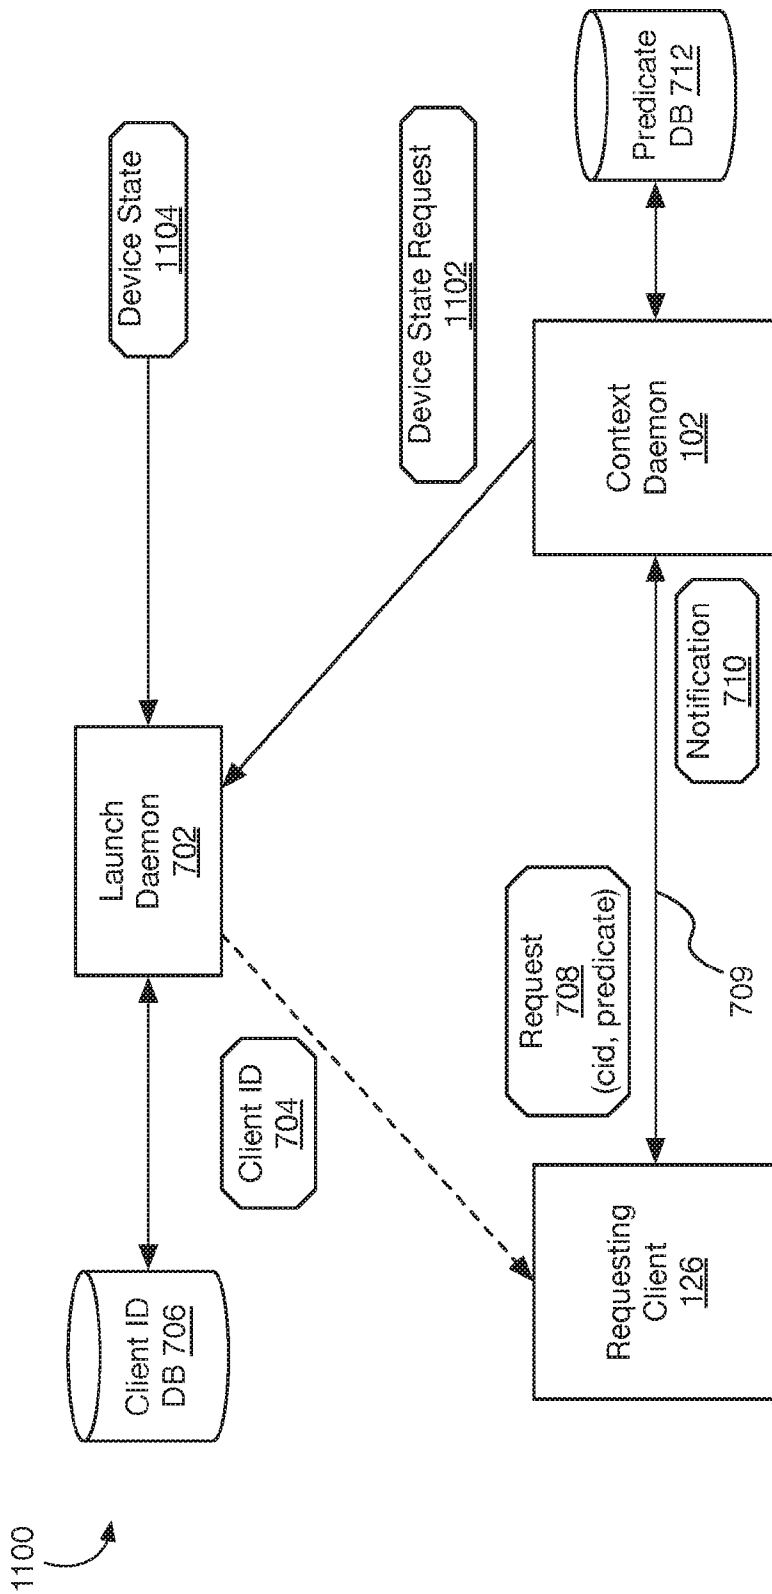 1100
Client ID
DB 706
Launch
Daemon
702
Device State
1104
Client ID
704
Device State Request
1102
Request
708
(cid, predicate)
Notification
710
Requesting
Client
126
709
Context
Daemon
102
Predicate
DB 712